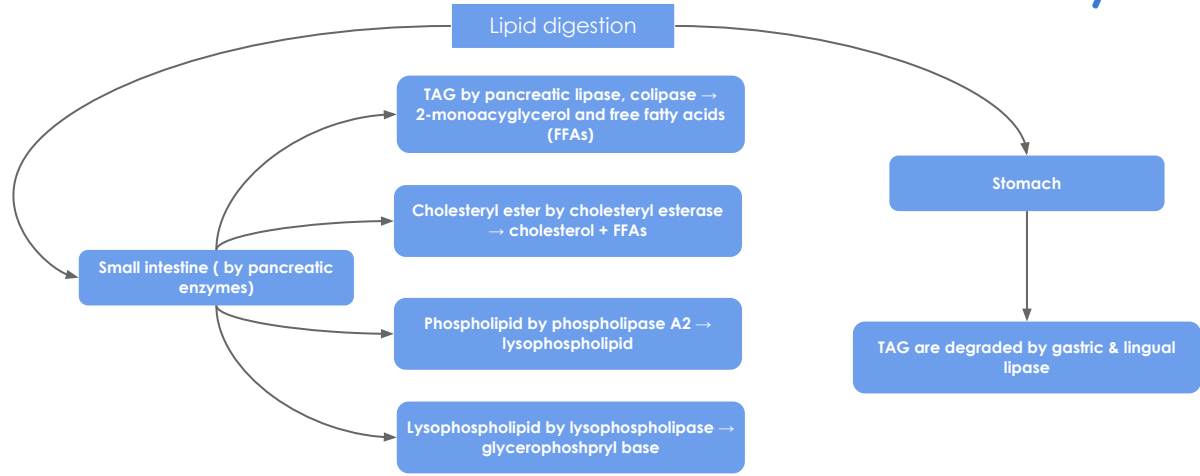 Lipid digestion
TAG by pancreatic lipase, colipase →
2-monoacyglycerol and free fatty acids
(FFAs)
Cholesteryl ester by cholesteryl esterase
→ cholesterol + FFAs
Small intestine ( by pancreatic
enzymes)
Phospholipid by phospholipase A2 →
lysophospholipid
Lysophospholipid by lysophospholipase →
glycerophoshpryl base
Stomach
TAG are degraded by gastric & lingual
lipase